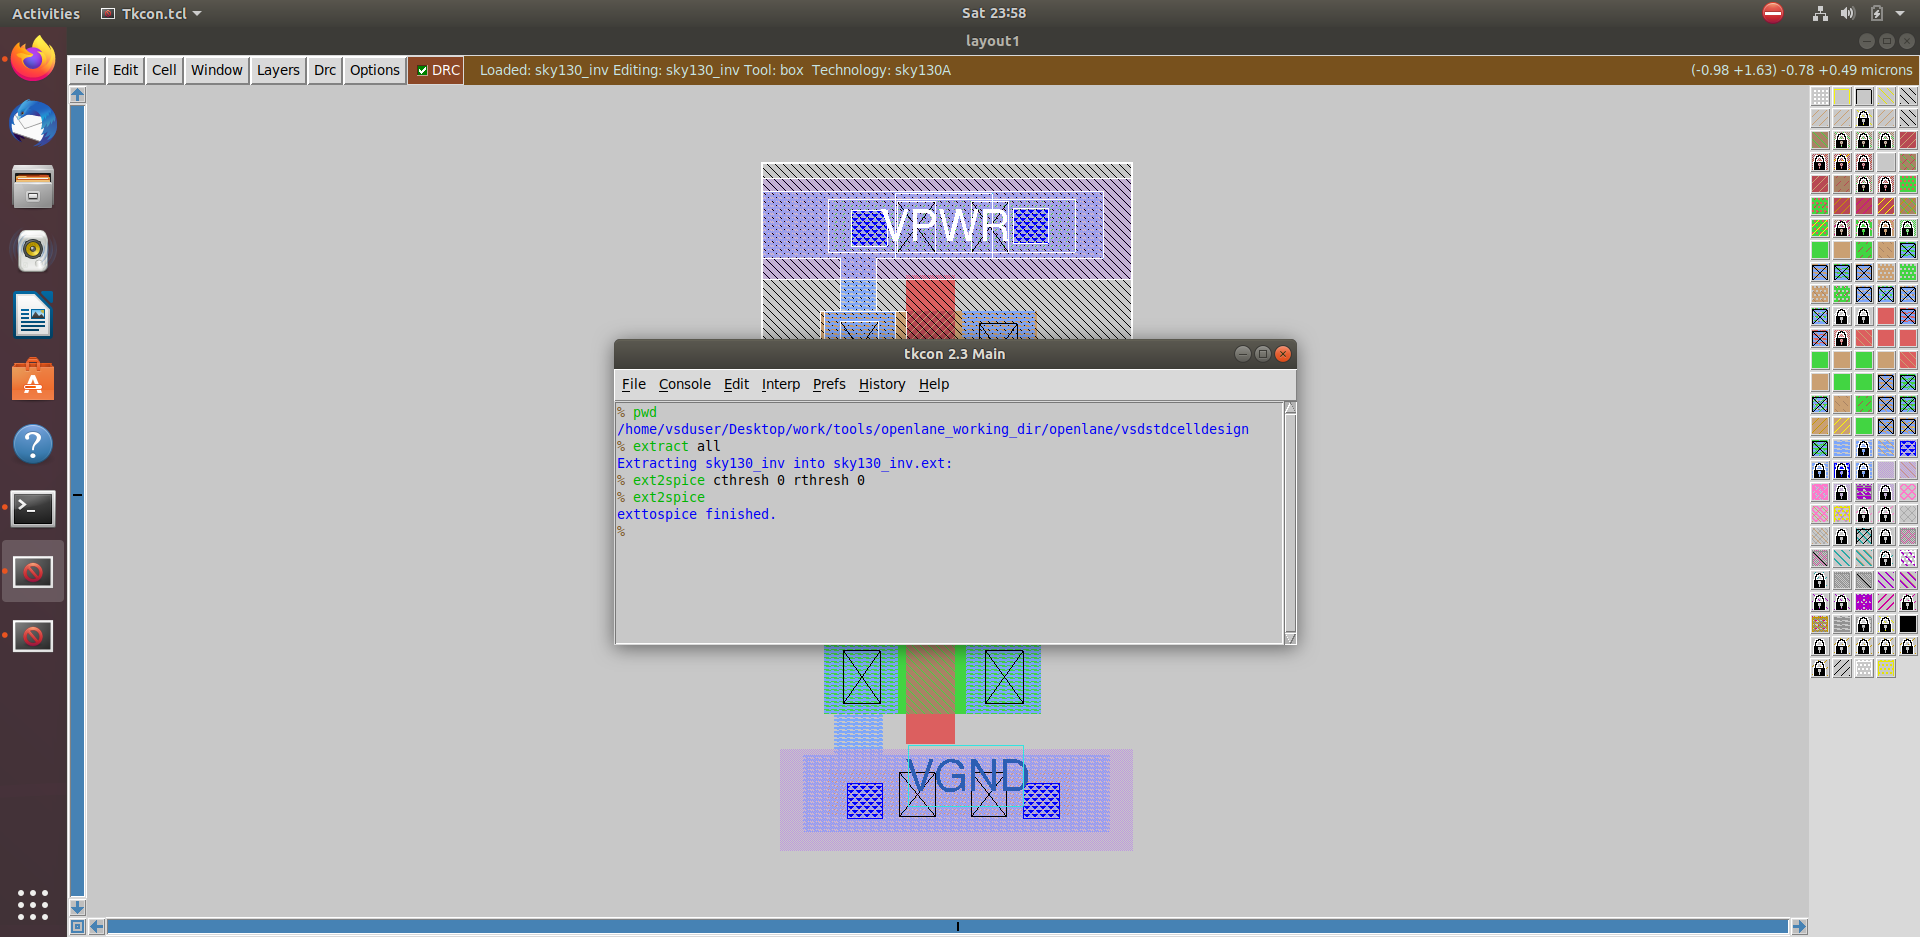 Activities Tkcon.tcl Sat 23:58
layout1
File Edit Cell Window Layers Drc Options DRC Loaded: sky130_inv Editing: sky130_inv Tool: box Technology: sky130A (-0.98 +1.63) -0.78 +0.49 microns
VPWR
tkcon 2.3 Main
File Console Edit Interp Prefs History Help
% pwd
/home/vsduser/Desktop/work/tools/openlane_working_dir/openlane/vsdstdcelldesign
% extract all
Extracting sky130_inv into sky130_inv.ext:
% ext2spice cthresh 0 rthresh 0
% ext2spice
exttospice finished.
%
VGND